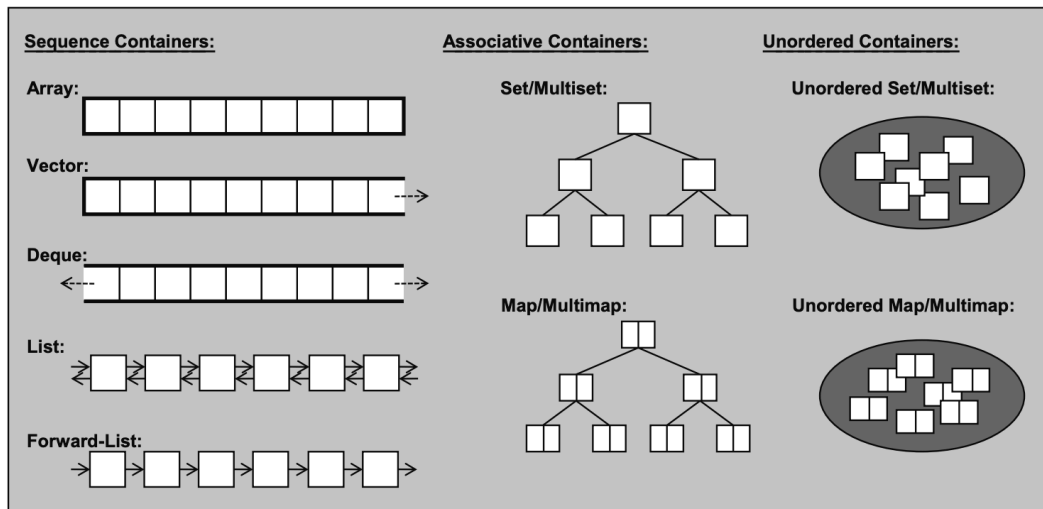 Sequence Containers:
Array:
Vector:
Deque:
List:
Forward-List:
Associative Containers:
Set/Multiset:
Map/Multimap:
Unordered Containers:
Unordered Set/Multiset:
Unordered Map/Multimap: